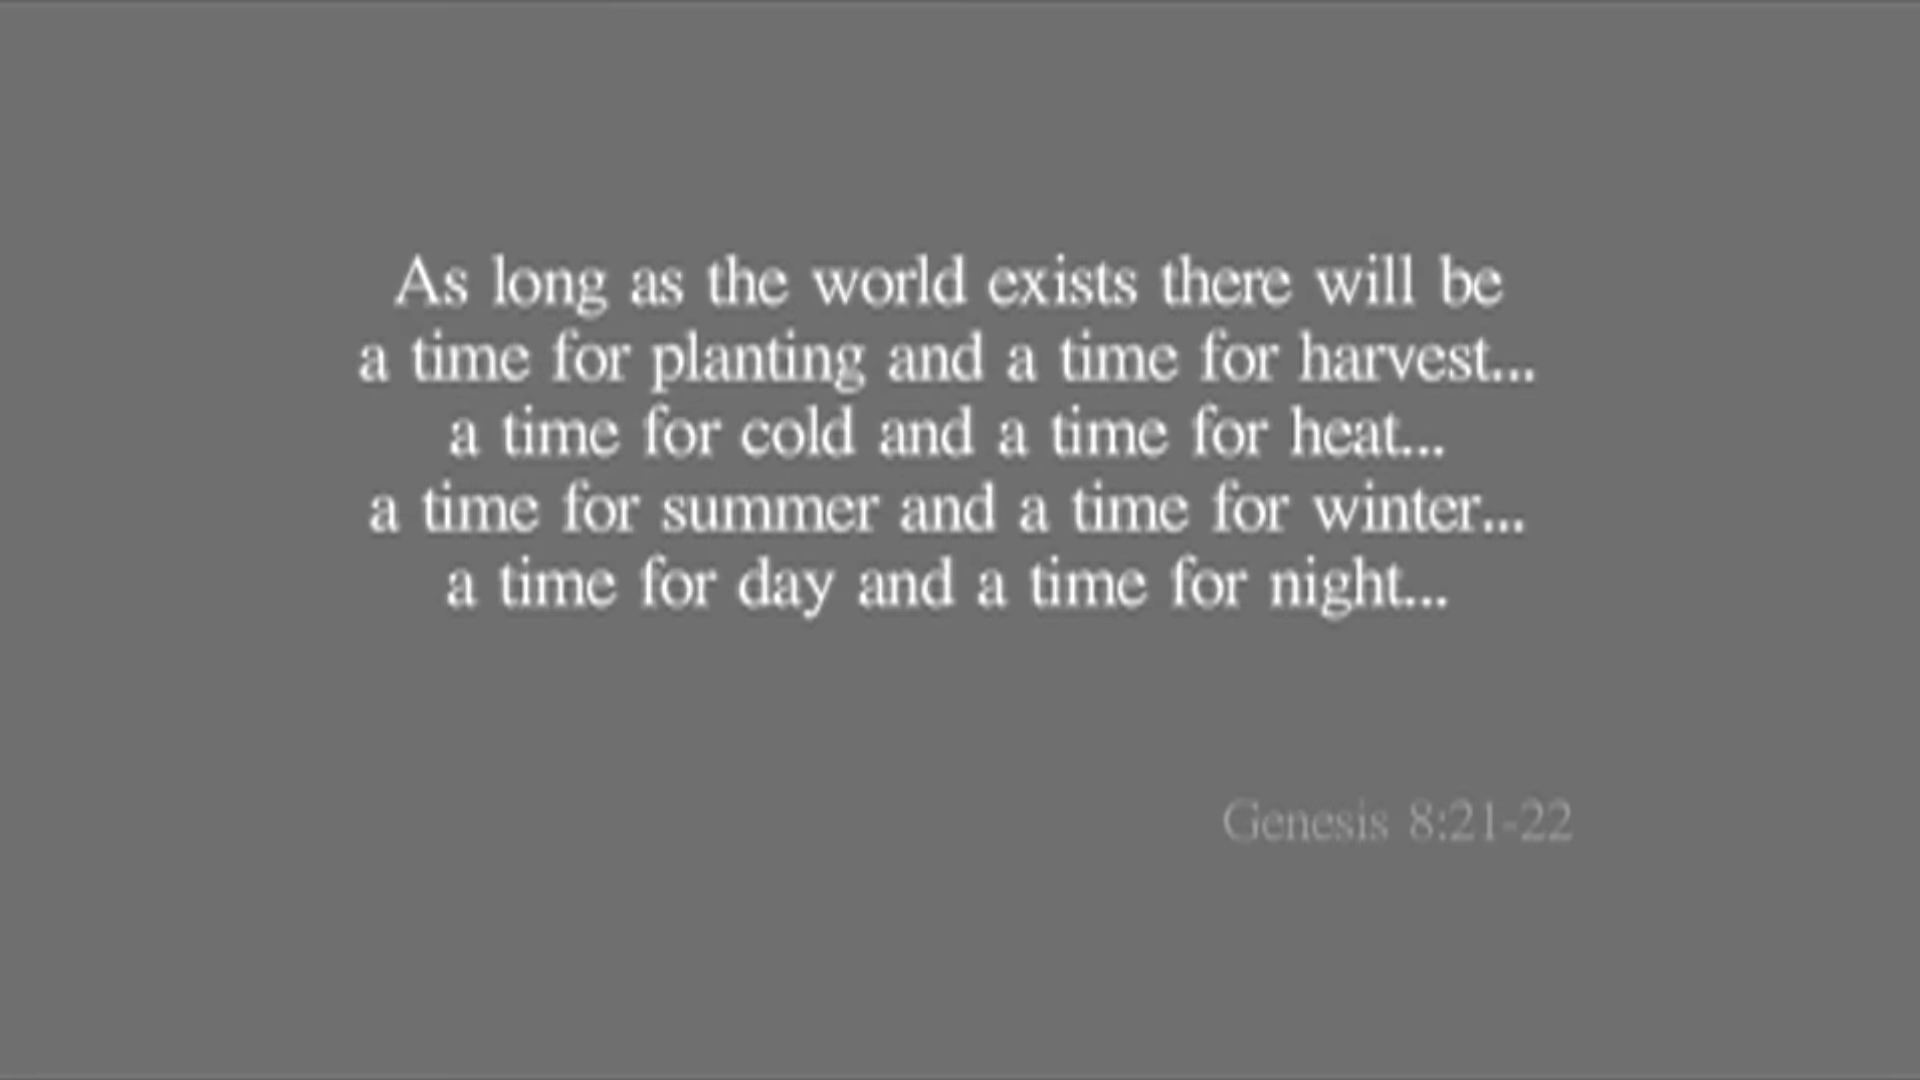 As long as the world exists there will be
a time for planting and a time for harvest...
a time for cold and a time for heat...
a time for summer and a time for winter...
a time for day and a time for night...
Genesis 8:21-22